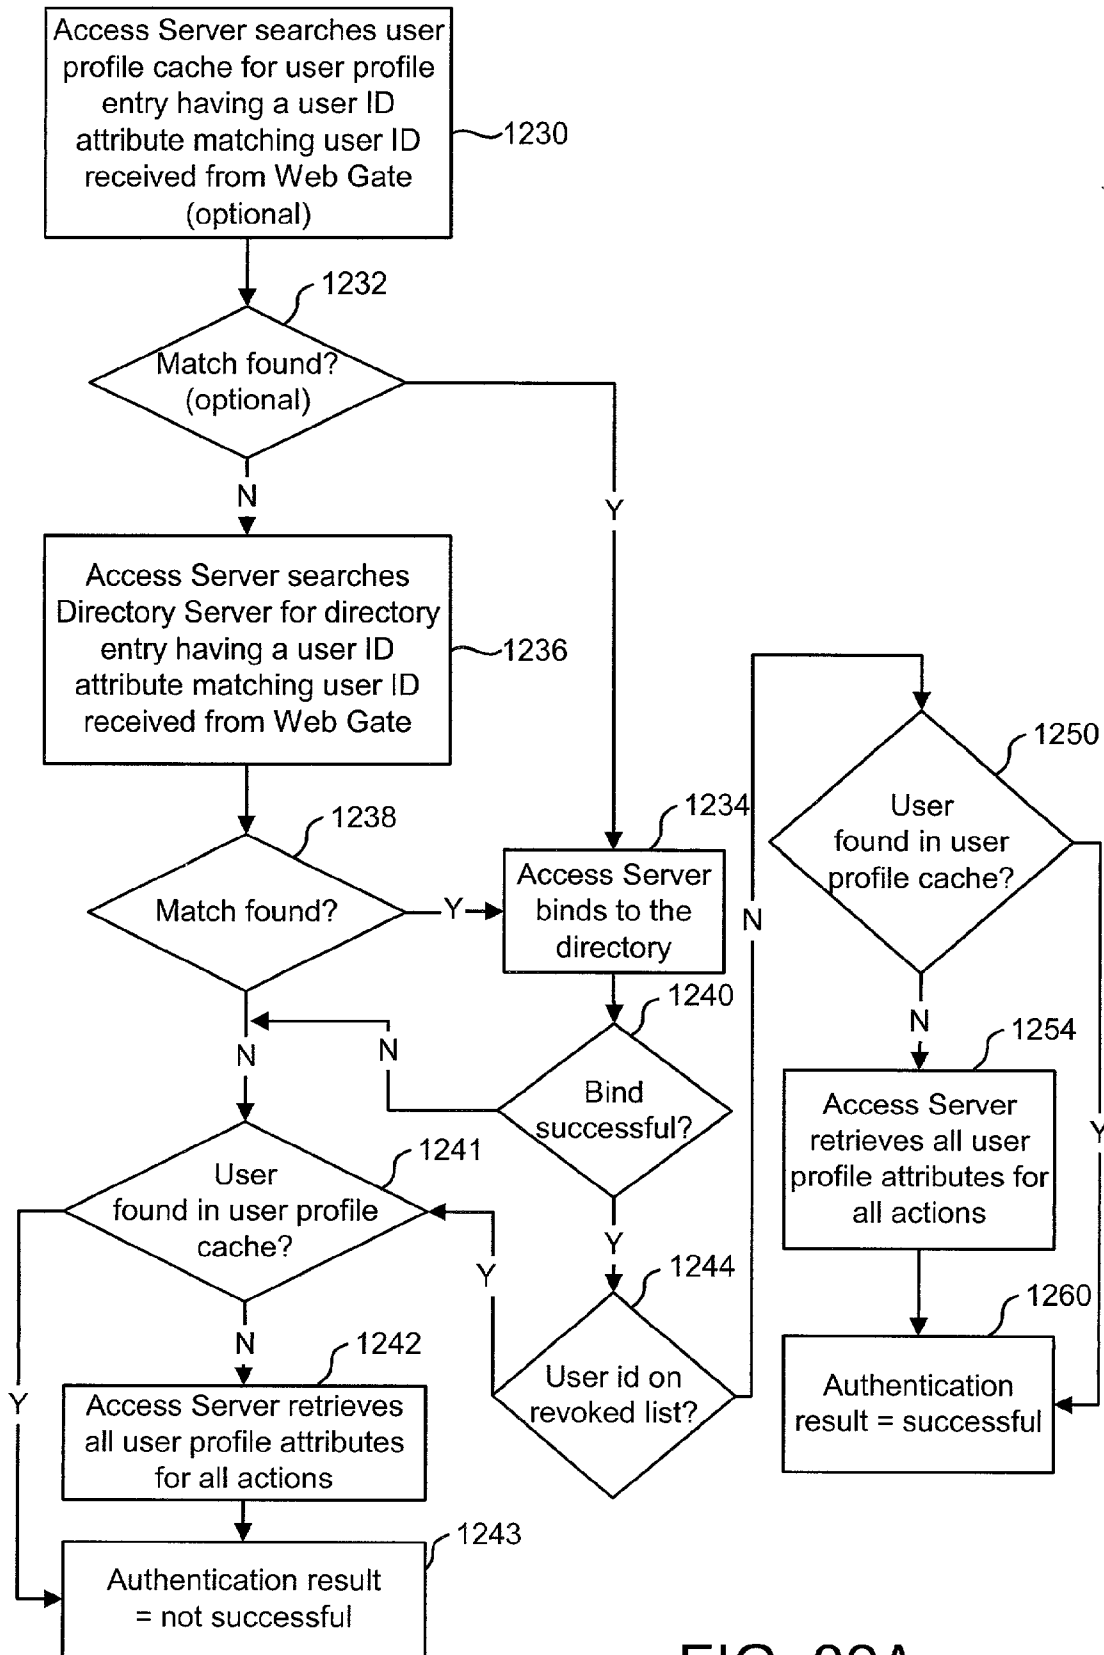 Access Server searches user
profile cache for user profile
entry having a user ID
attribute matching user ID
received from Web Gate
(optional)
1230
1232
Match found?
(optional)
N
Y
Access Server searches
Directory Server for directory
entry having a user ID
attribute matching user ID
received from Web Gate
1236
1238
Match found?
Y
1234
Access Server
binds to the
directory
N
1240
Bind
successful?
N
Y
1241
User
found in user profile
cache?
Y
N
1242
Access Server retrieves
all user profile attributes
for all actions
1243
Authentication result
= not successful
1244
User id on
revoked list?
Y
N
1250
User
found in user
profile cache?
N
Y
1254
Access Server
retrieves all user
profile attributes for
all actions
1260
Authentication
result = successful